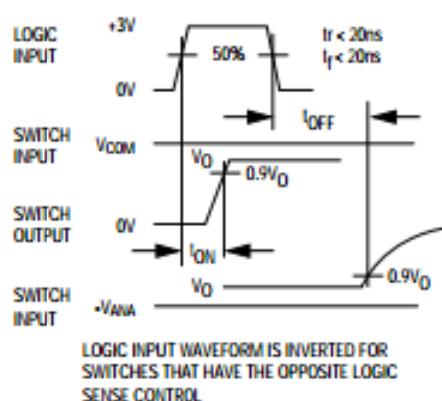 LOGIC INPUT
+3V
0V
50%
tr < 20ns
tf < 20ns
tOFF
SWITCH INPUT
VCOM
VO
0.9VO
SWITCH OUTPUT
0V
tON
VO
0.9VO
SWITCH INPUT
-VANA
LOGIC INPUT WAVEFORM IS INVERTED FOR
SWITCHES THAT HAVE THE OPPOSITE LOGIC
SENSE CONTROL